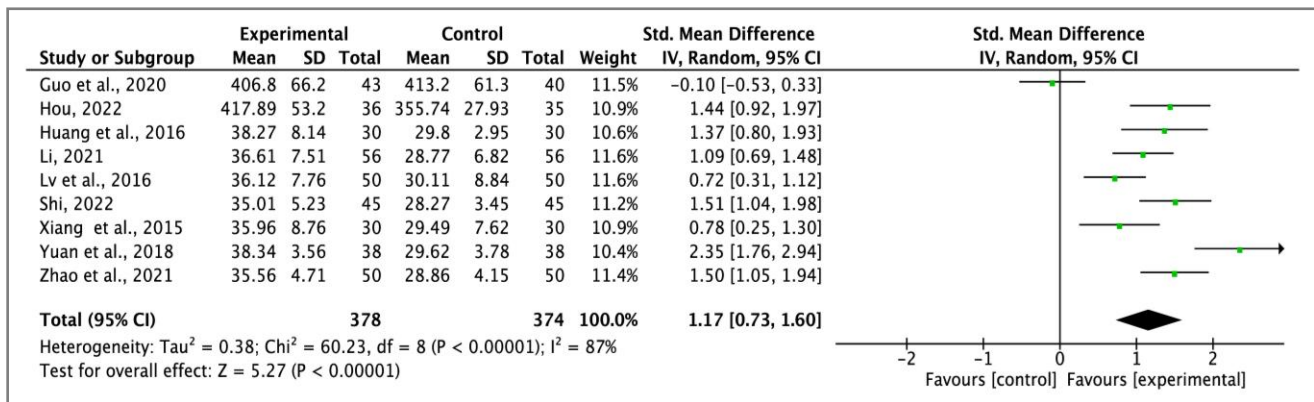 Experimental Control Std. Mean Difference Std. Mean Difference
Study or Subgroup Mean SD Total Mean SD Total Weight IV, Random, 95% CI IV, Random, 95% CI
Guo et al., 2020 406.8 66.2 43 413.2 61.3 40 11.5% -0.10 [-0.53, 0.33]
Hou, 2022 417.89 53.2 36 355.74 27.93 35 10.9% 1.44 [0.92, 1.97]
Huang et al., 2016 38.27 8.14 30 29.8 2.95 30 10.6% 1.37 [0.80, 1.93]
Li, 2021 36.61 7.51 56 28.77 6.82 56 11.6% 1.09 [0.69, 1.48]
Lv et al., 2016 36.12 7.76 50 30.11 8.84 50 11.6% 0.72 [0.31, 1.12]
Shi, 2022 35.01 5.23 45 28.27 3.45 45 11.2% 1.51 [1.04, 1.98]
Xiang et al., 2015 35.96 8.76 30 29.49 7.62 30 10.9% 0.78 [0.25, 1.30]
Yuan et al., 2018 38.34 3.56 38 29.62 3.78 38 10.4% 2.35 [1.76, 2.94]
Zhao et al., 2021 35.56 4.71 50 28.86 4.15 50 11.4% 1.50 [1.05, 1.94]
Total (95% CI) 378 374 100.0% 1.17 [0.73, 1.60]
Heterogeneity: Tau² = 0.38; Chi² = 60.23, df = 8 (P < 0.00001); I² = 87%
Test for overall effect: Z = 5.27 (P < 0.00001)
-2 -1 0 1 2
Favours [control] Favours [experimental]